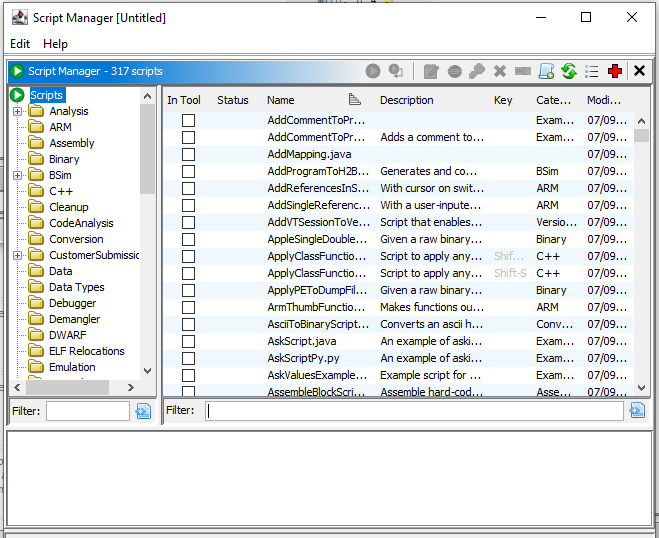 Script Manager [Untitled]
Edit Help
Script Manager - 317 scripts
Scripts
Analysis
ARM
Assembly
Binary
BSim
C++
Cleanup
CodeAnalysis
Conversion
CustomerSubmissic
Data
Data Types
Debugger
Demangler
DWARF
ELF Relocations
Emulation
Filter:
In Tool Status Name Description Key Cate... Modi...
AddCommentToPr... Exam... 07/09...
AddCommentToPr... Adds a comment to... Exam... 07/09...
AddMapping.java 07/09...
AddProgramToH2B... Generates and co... BSim 07/09...
AddReferencesInS... With cursor on swit... ARM 07/09...
AddSingleReferenc... With a user-inpute... ARM 07/09...
AddVTSessionToVe... Script that enables... Versio... 07/09...
AppleSingleDouble... Given a raw binary... Binary 07/09...
ApplyClassFunctio... Script to apply any... Shif... C++ 07/09...
ApplyClassFunctio... Script to apply any... Shift-S C++ 07/09...
ApplyPEToDumpFil... Given a raw binary... Binary 07/09...
ArmThumbFunctio... Makes functions ou... ARM 07/09...
AsciiToBinaryScript... Converts an ascii h... Conv... 07/09...
AskScript.java An example of aski... Exam... 07/09...
AskScriptPy.py An example of aski... Exam... 07/09...
AskValuesExample... Example script for ... Exam... 07/09...
AssembleBlockScri... Assemble hard-cod... Asse... 07/09...
Filter: